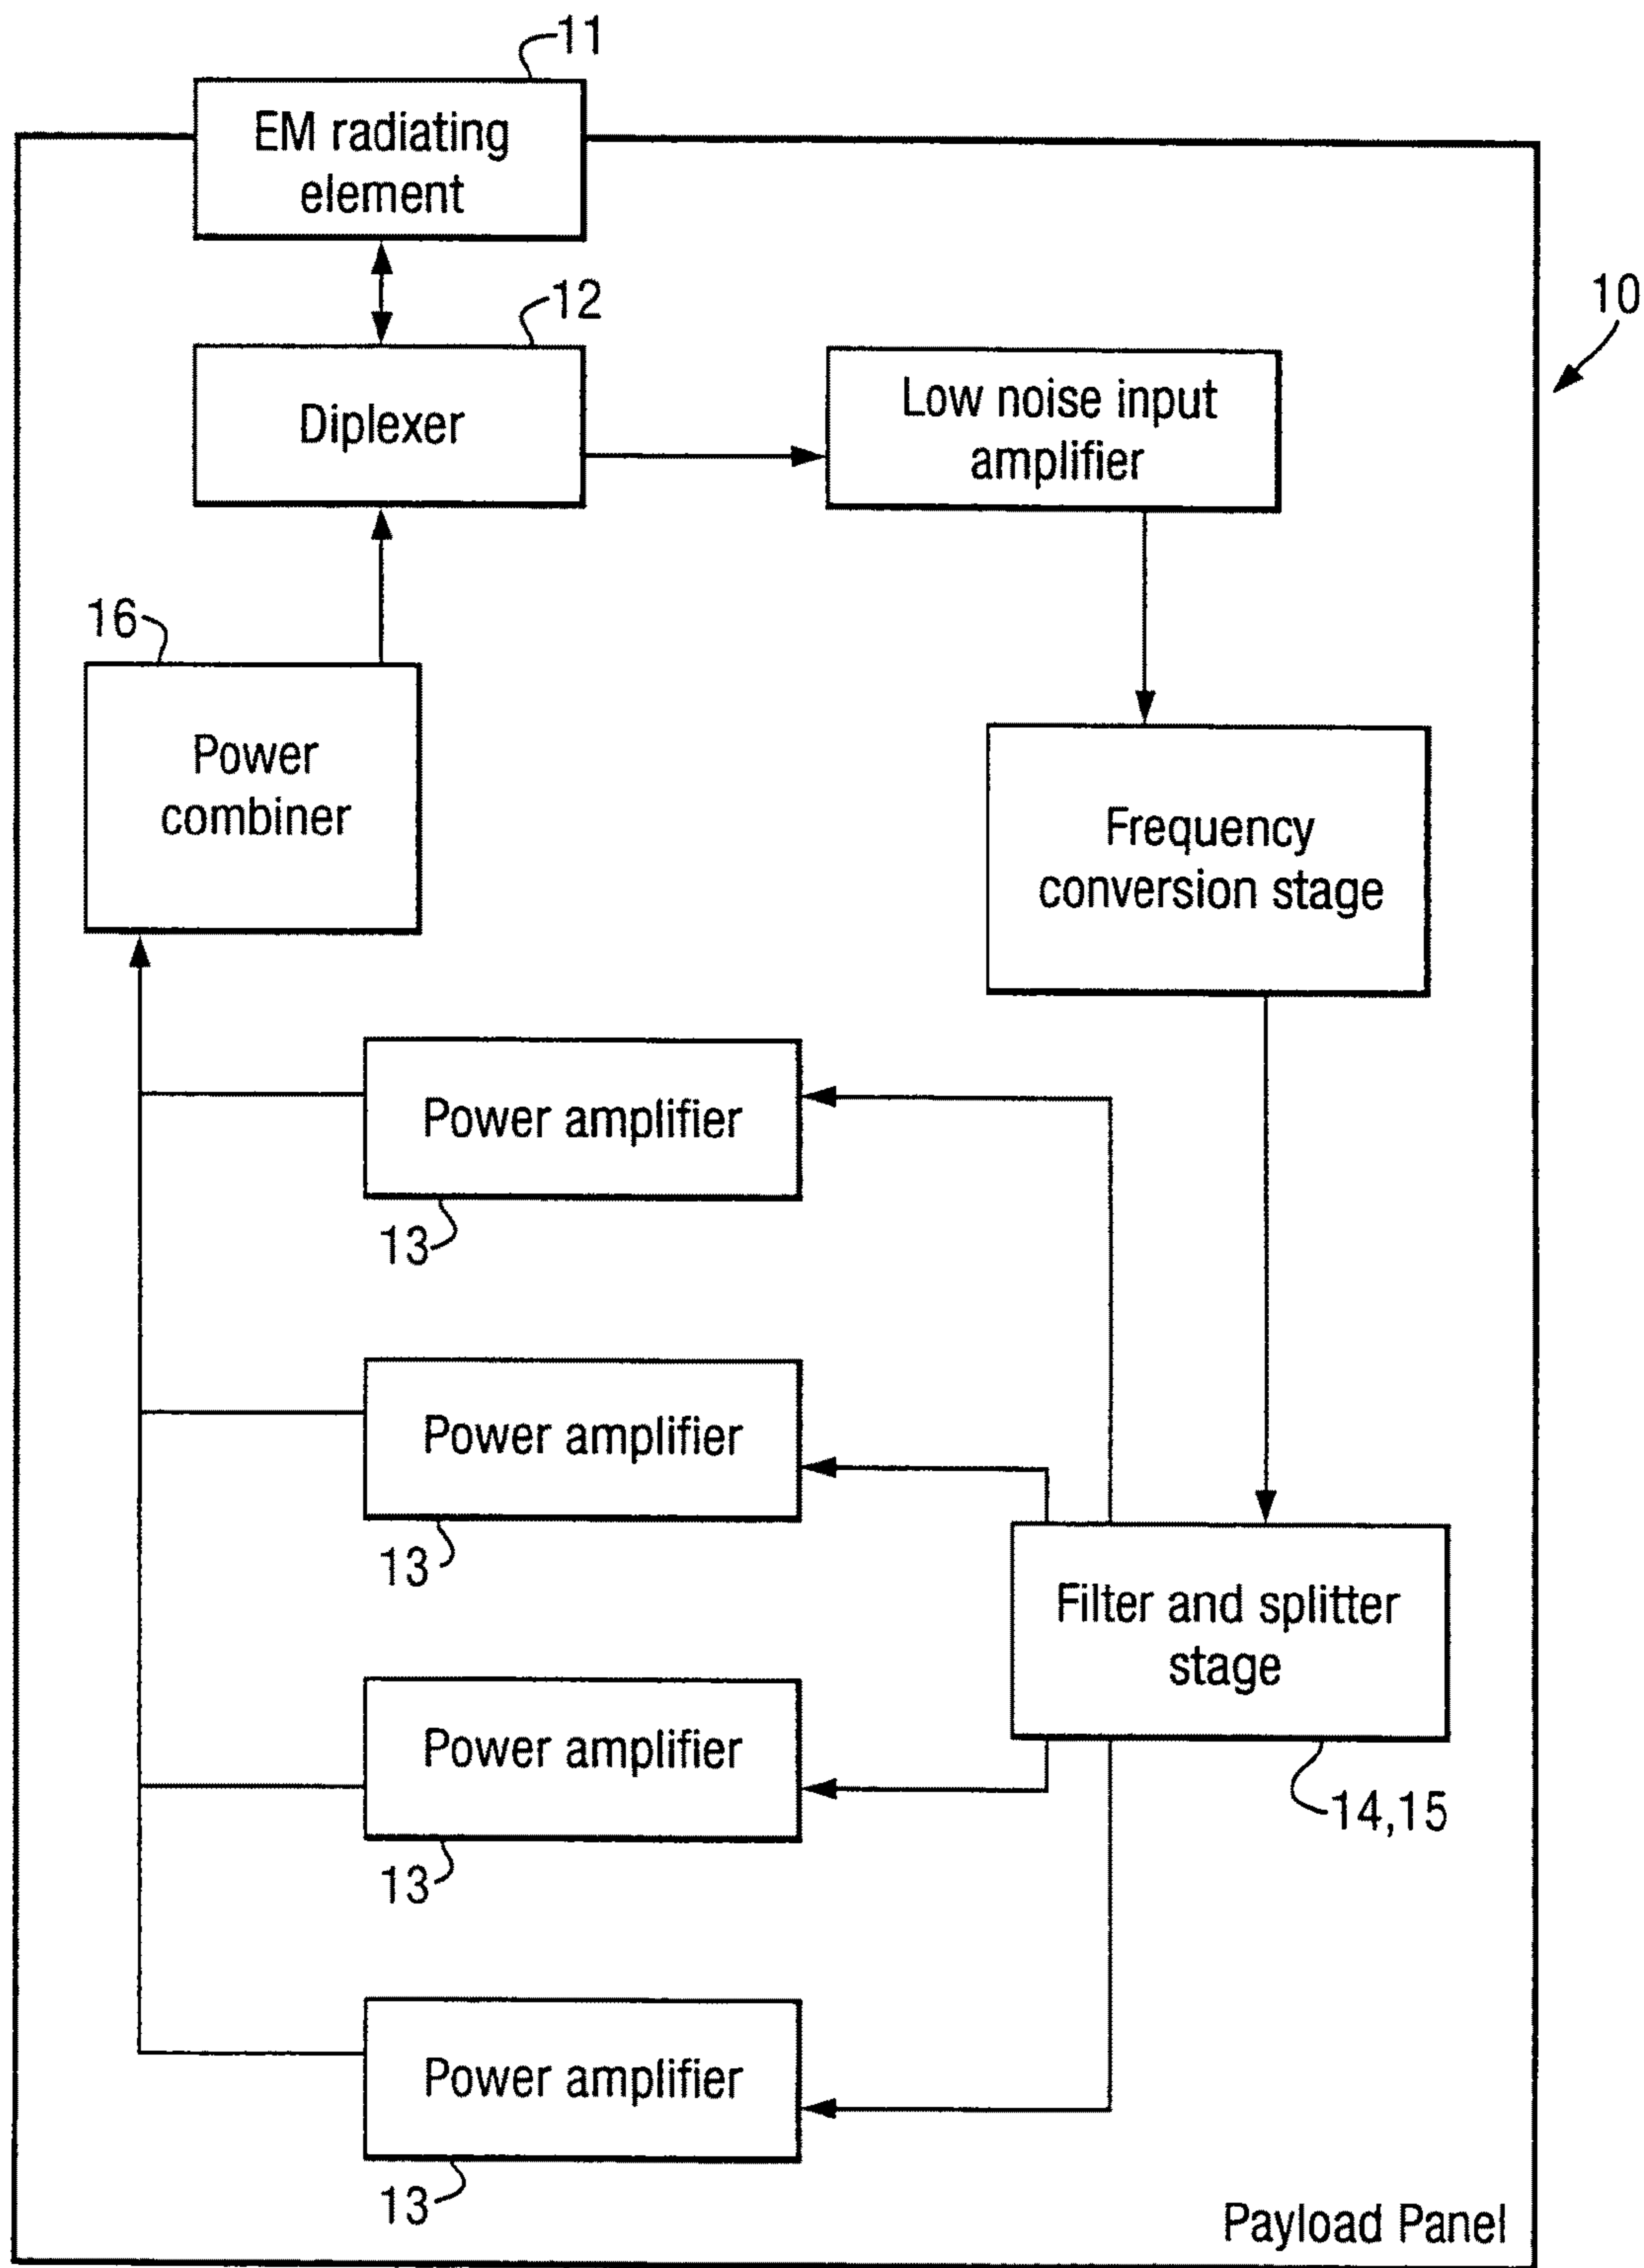 11
EM radiating
element
12
10
Diplexer
Low noise input
amplifier
16
Power
combiner
Frequency
conversion stage
Power amplifier
13
Power amplifier
13
Filter and splitter
stage
14,15
Power amplifier
13
Power amplifier
13
Payload Panel